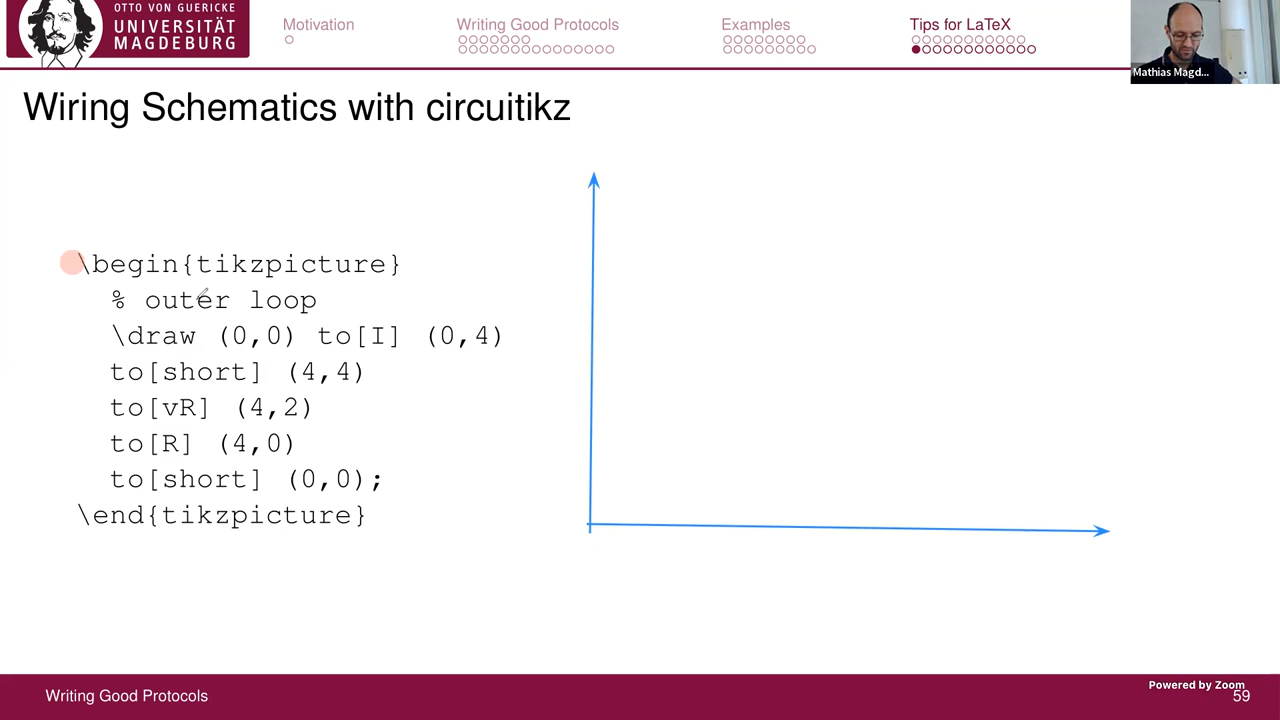 OTTO VON GUERICKE
UNIVERSITÄT
MAGDEBURG
Motivation
Writing Good Protocols
Examples
Tips for LaTeX
Mathias Magd...
Wiring Schematics with circuitikz
\begin{tikzpicture}
% outer loop
\draw (0,0) to[I] (0,4)
to[short] (4,4)
to[vR] (4,2)
to[R] (4,0)
to[short] (0,0);
\end{tikzpicture}
Writing Good Protocols
Powered by Zoom
59